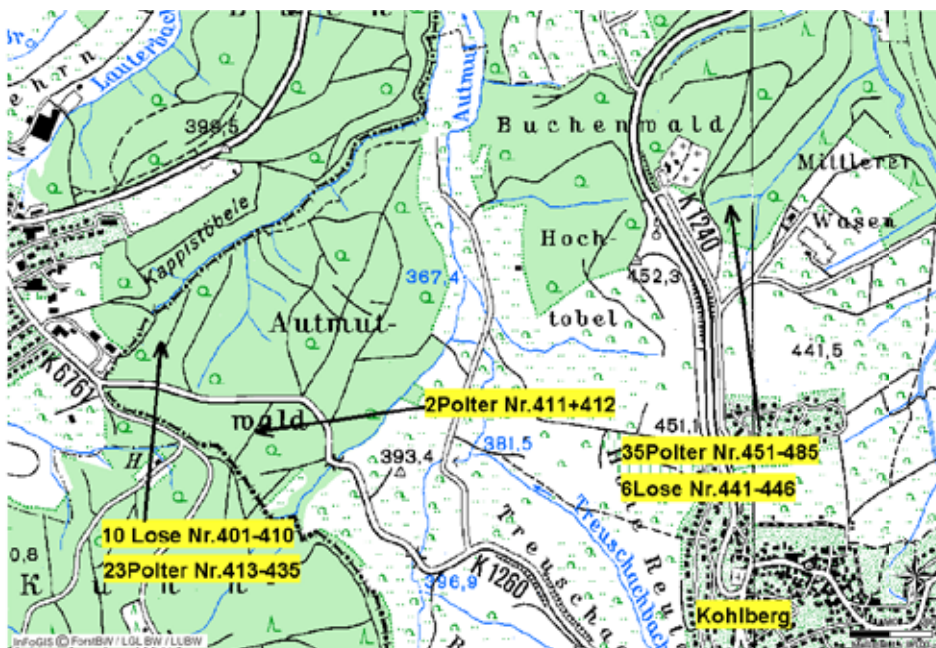 Lauterbach
398,5
Autmut
Buchenwald
Mittlerer
Wasen
K1240
Kappistöbele
Hoch-
tobel
452,3
367,4
Autmut-
wald
441,5
K6761
2Polter Nr.411+412
451,1
381,5
393,4
35Polter Nr.451-485
6Lose Nr.441-446
H
10 Lose Nr.401-410
23Polter Nr.413-435
0,8
Treuschachbach
K1260
396,9
Kohlberg
InFoGIS © ForstBW / LGL BW / LUBW